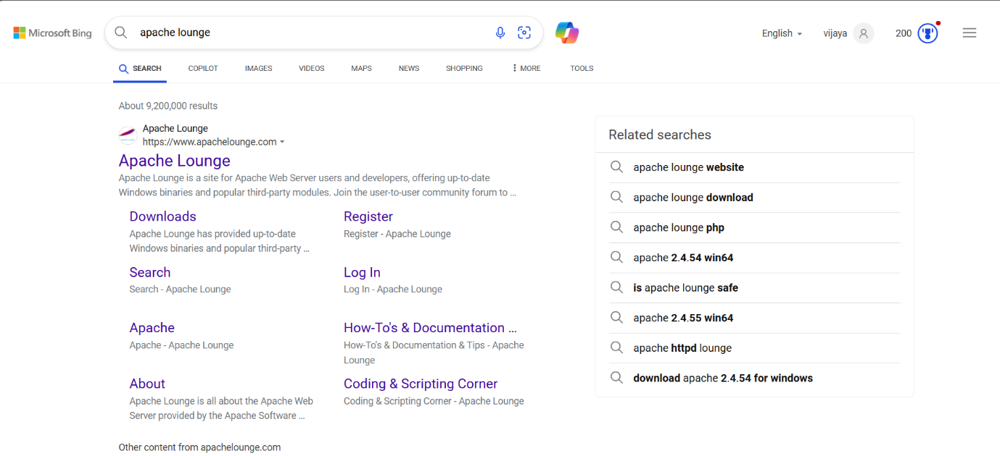 Microsoft Bing
apache lounge
English
vijaya
200
SEARCH
COPILOT
IMAGES
VIDEOS
MAPS
NEWS
SHOPPING
MORE
TOOLS
About 9,200,000 results
Apache Lounge
https://www.apachelounge.com
Apache Lounge
Apache Lounge is a site for Apache Web Server users and developers, offering up-to-date
Windows binaries and popular third-party modules. Join the user-to-user community forum to ...
Downloads
Apache Lounge has provided up-to-date
Windows binaries and popular third-party ...
Register
Register - Apache Lounge
Search
Search - Apache Lounge
Log In
Log In - Apache Lounge
Apache
Apache - Apache Lounge
How-To's & Documentation ...
How-To's & Documentation & Tips - Apache
Lounge
About
Apache Lounge is all about the Apache Web
Server provided by the Apache Software ...
Coding & Scripting Corner
Coding & Scripting Corner - Apache Lounge
Other content from apachelounge.com
Related searches
apache lounge website
apache lounge download
apache lounge php
apache 2.4.54 win64
is apache lounge safe
apache 2.4.55 win64
apache httpd lounge
download apache 2.4.54 for windows